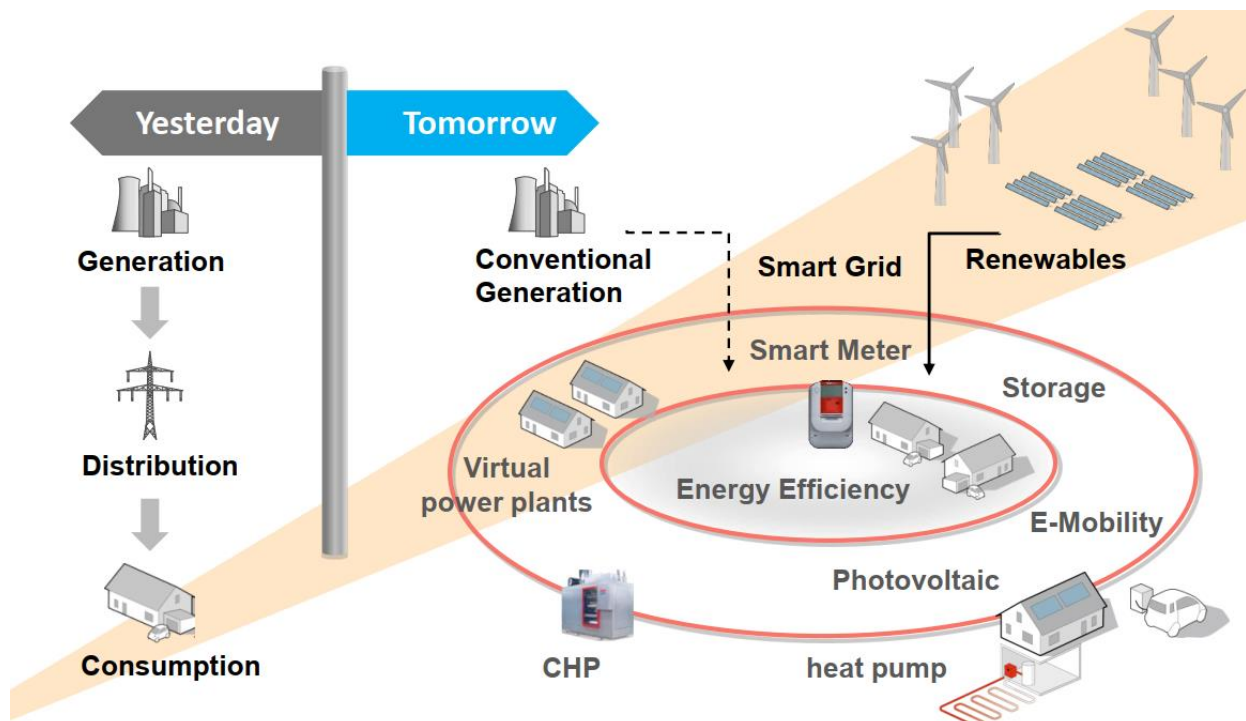 Yesterday
Tomorrow
Generation
Distribution
Consumption
Conventional
Generation
Smart Grid
Renewables
Smart Meter
Storage
Virtual
power plants
Energy Efficiency
E-Mobility
Photovoltaic
CHP
heat pump